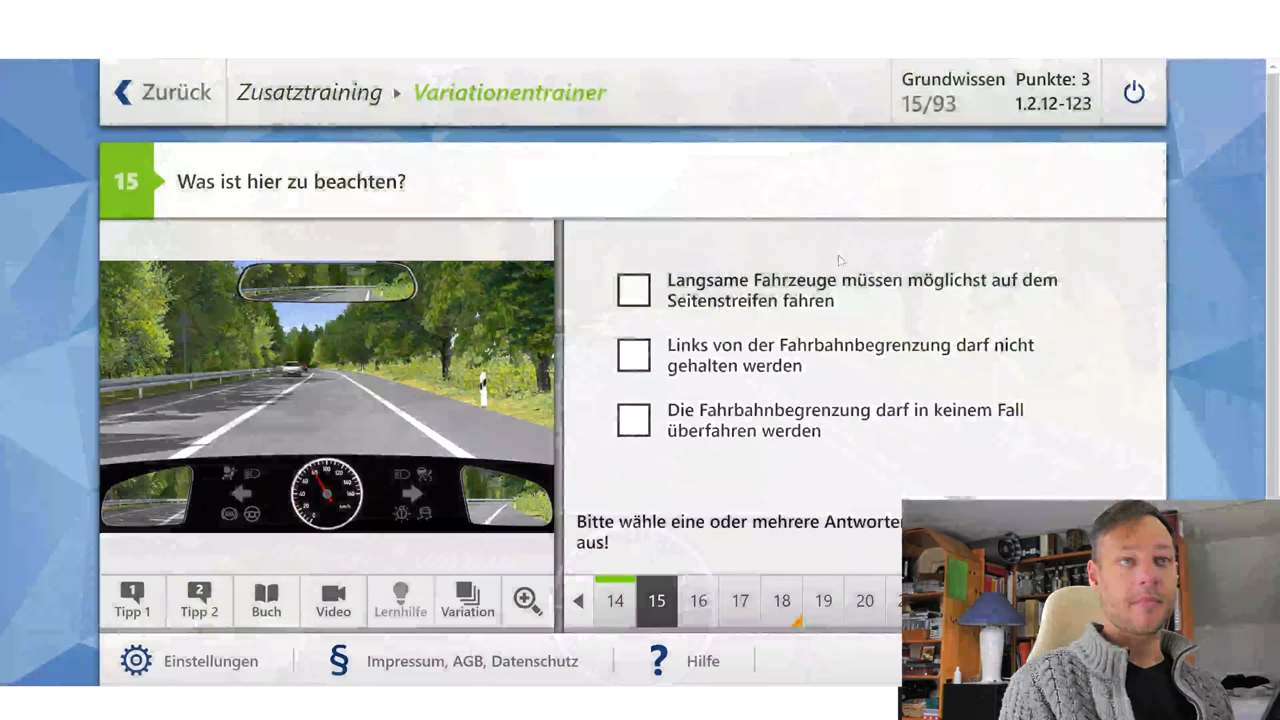 Zurück
Zusatztraining ▸ Variationentrainer
Grundwissen Punkte: 3
15/93 1.2.12-123
15 Was ist hier zu beachten?
Langsame Fahrzeuge müssen möglichst auf dem
Seitenstreifen fahren
Links von der Fahrbahnbegrenzung darf nicht
gehalten werden
Die Fahrbahnbegrenzung darf in keinem Fall
überfahren werden
Bitte wähle eine oder mehrere Antworten
aus!
1 2
Tipp 1 Tipp 2 Buch Video Lernhilfe Variation
14 15 16 17 18 19 20
Einstellungen § Impressum, AGB, Datenschutz ? Hilfe